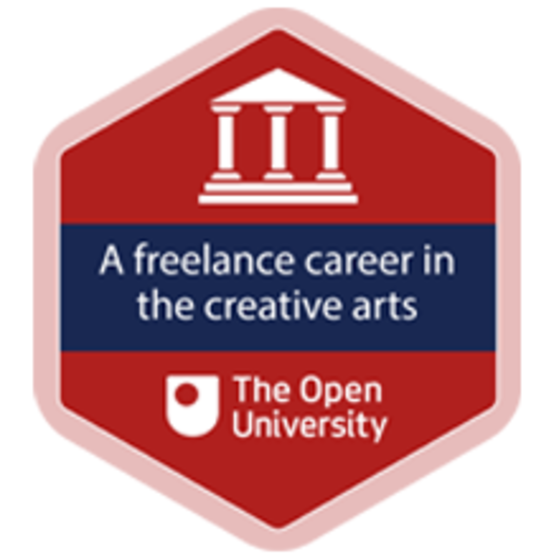 A freelance career in
the creative arts
The Open
University